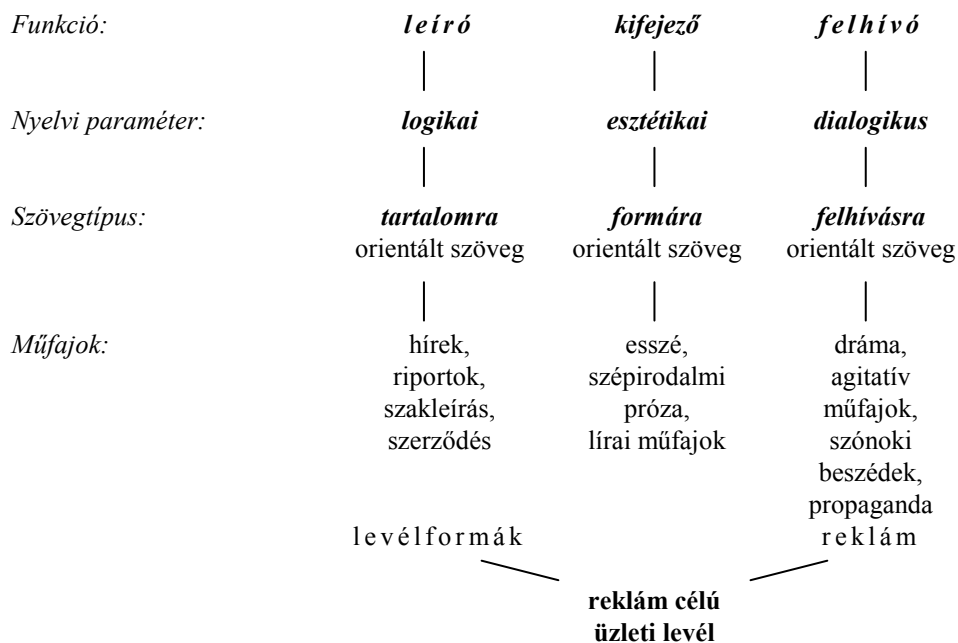 Funkció: leíró kifejező felhívó
Nyelvi paraméter: logikai esztétikai dialogikus
Szövegtípus: tartalomra formára felhívásra
orientált szöveg orientált szöveg orientált szöveg
Műfajok: hírek, esszé, dráma,
riportok, szépirodalmi agitatív
szakleírás, próza, műfajok,
szerződés lírai műfajok szónoki
beszédek,
propaganda
levélformák reklám
reklám célú
üzleti levél